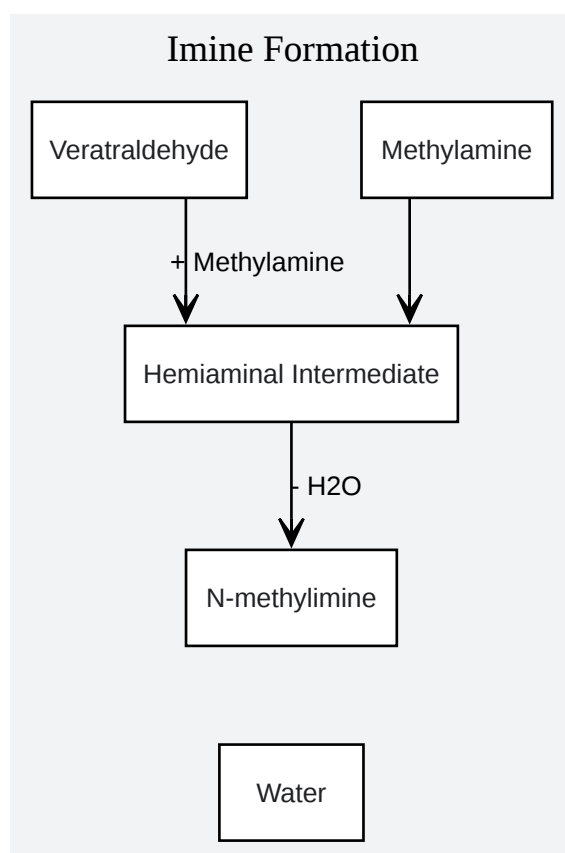 Imine Formation
Veratraldehyde
Methylamine
+ Methylamine
Hemiaminal Intermediate
- H2O
N-methylimine
Water